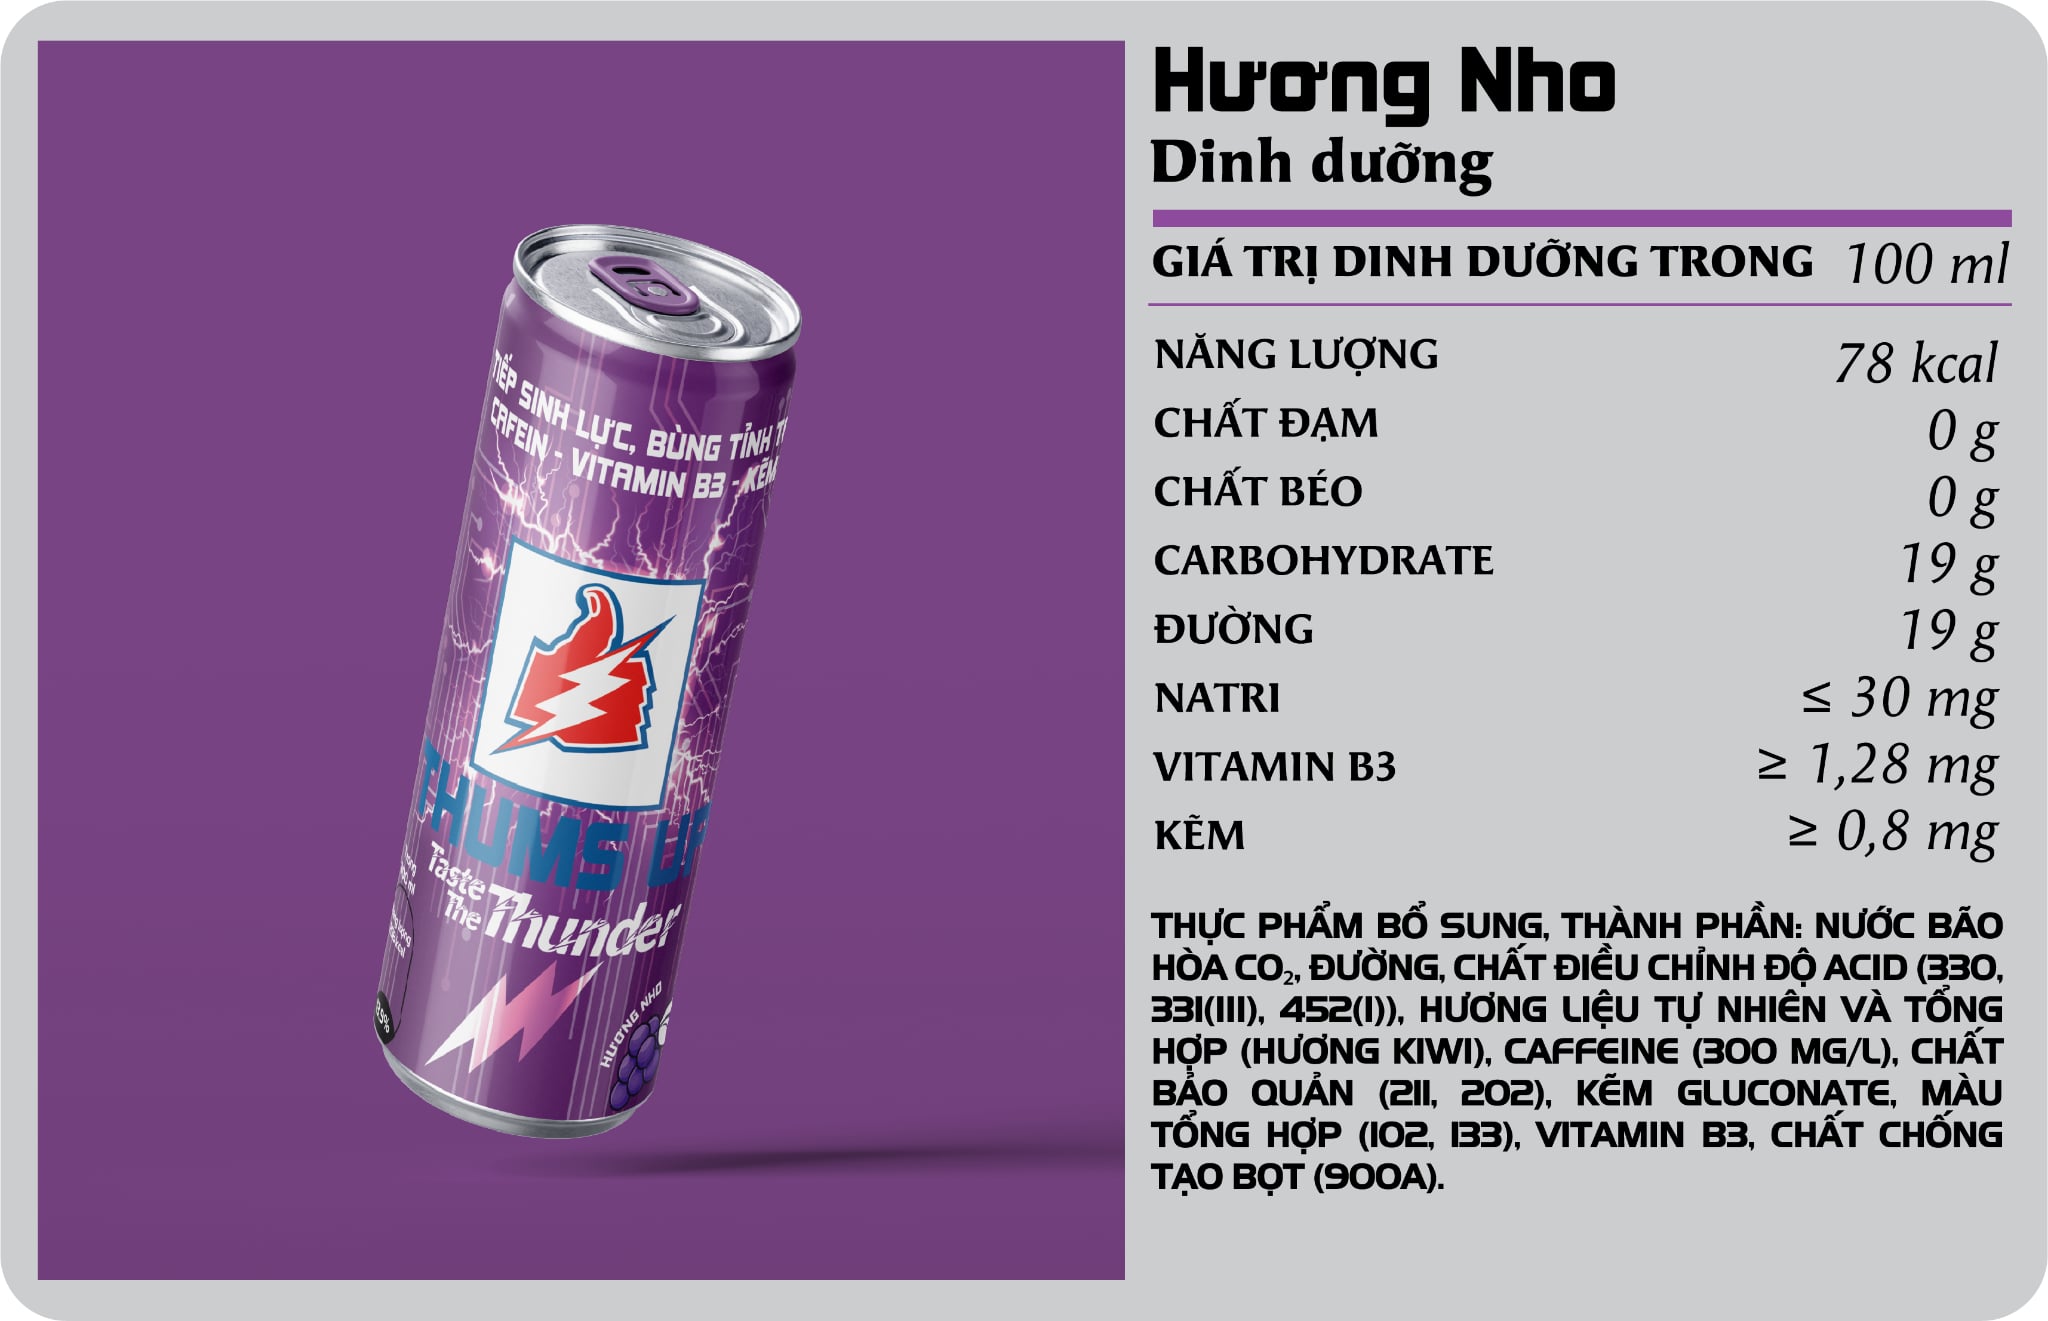 Hương Nho
Dinh dưỡng
GIÁ TRỊ DINH DƯỠNG TRONG 100 ml
NĂNG LƯỢNG 78 kcal
CHẤT ĐẠM 0 g
CHẤT BÉO 0 g
CARBOHYDRATE 19 g
ĐƯỜNG 19 g
NATRI ≤ 30 mg
VITAMIN B3 ≥ 1,28 mg
KẼM ≥ 0,8 mg
THỰC PHẨM BỔ SUNG, THÀNH PHẦN: NƯỚC BÃO
HÒA CO₂, ĐƯỜNG, CHẤT ĐIỀU CHỈNH ĐỘ ACID (330,
331(III), 452(I)), HƯƠNG LIỆU TỰ NHIÊN VÀ TỔNG
HỢP (HƯƠNG KIWI), CAFFEINE (300 MG/L), CHẤT
BẢO QUẢN (211, 202), KẼM GLUCONATE, MÀU
TỔNG HỢP (102, 133), VITAMIN B3, CHẤT CHỐNG
TẠO BỌT (900A).
TIẾP SINH LỰC, BÙNG TỈNH
CAFEIN - VITAMIN B3 - KẼM
THUMS UP
Taste
The Thunder
HƯƠNG NHO